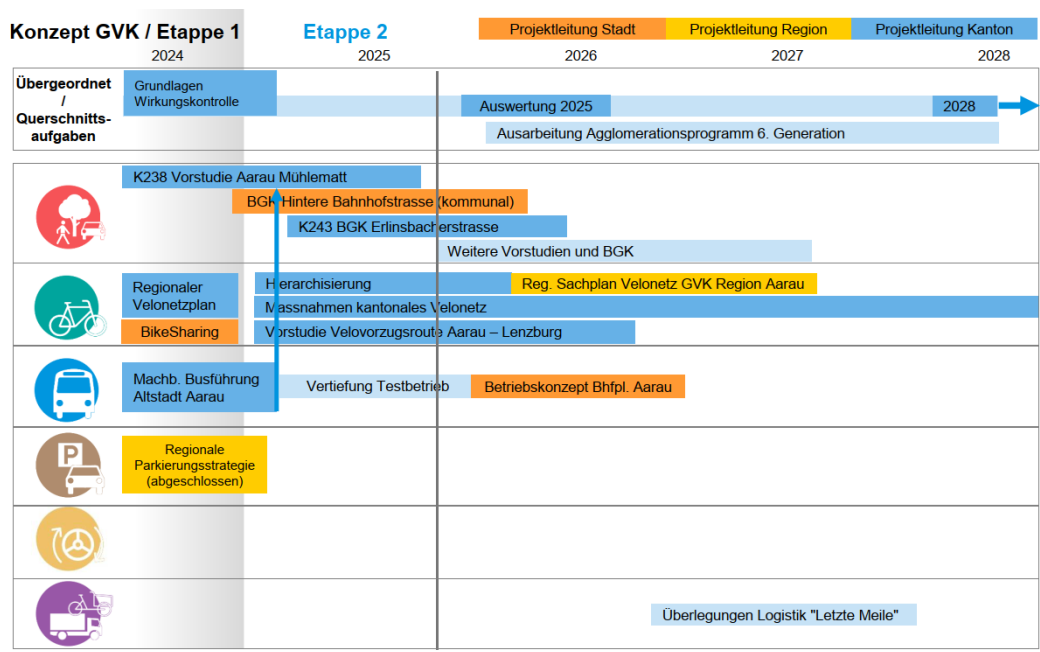 Konzept GVK / Etappe 1
Etappe 2
Projektleitung Stadt
Projektleitung Region
Projektleitung Kanton
2024
2025
2026
2027
2028
Übergeordnet
/
Querschnitts-
aufgaben
Grundlagen
Wirkungskontrolle
Auswertung 2025
2028
Ausarbeitung Agglomerationsprogramm 6. Generation
K238 Vorstudie Aarau Mühlematt
BGK Hintere Bahnhofstrasse (kommunal)
K243 BGK Erlinsbacherstrasse
Weitere Vorstudien und BGK
Regionaler
Velonetzplan
Hierarchisierung
Reg. Sachplan Velonetz GVK Region Aarau
Massnahmen kantonales Velonetz
BikeSharing
Vorstudie Velovorzugsroute Aarau – Lenzburg
Machb. Busführung
Altstadt Aarau
Vertiefung Testbetrieb
Betriebskonzept Bhfpl. Aarau
P
Regionale
Parkierungsstrategie
(abgeschlossen)
Überlegungen Logistik "Letzte Meile"